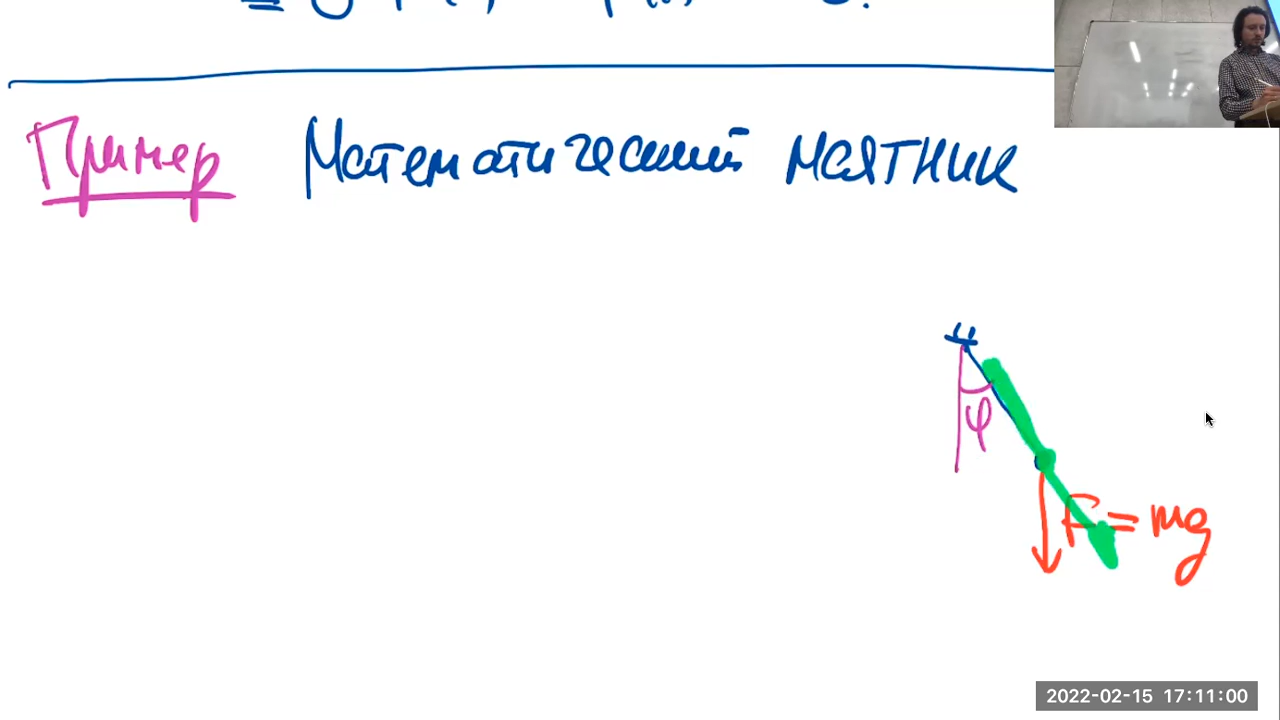 Пример Математический маятник
φ
F = mg
2022-02-15 17:11:00